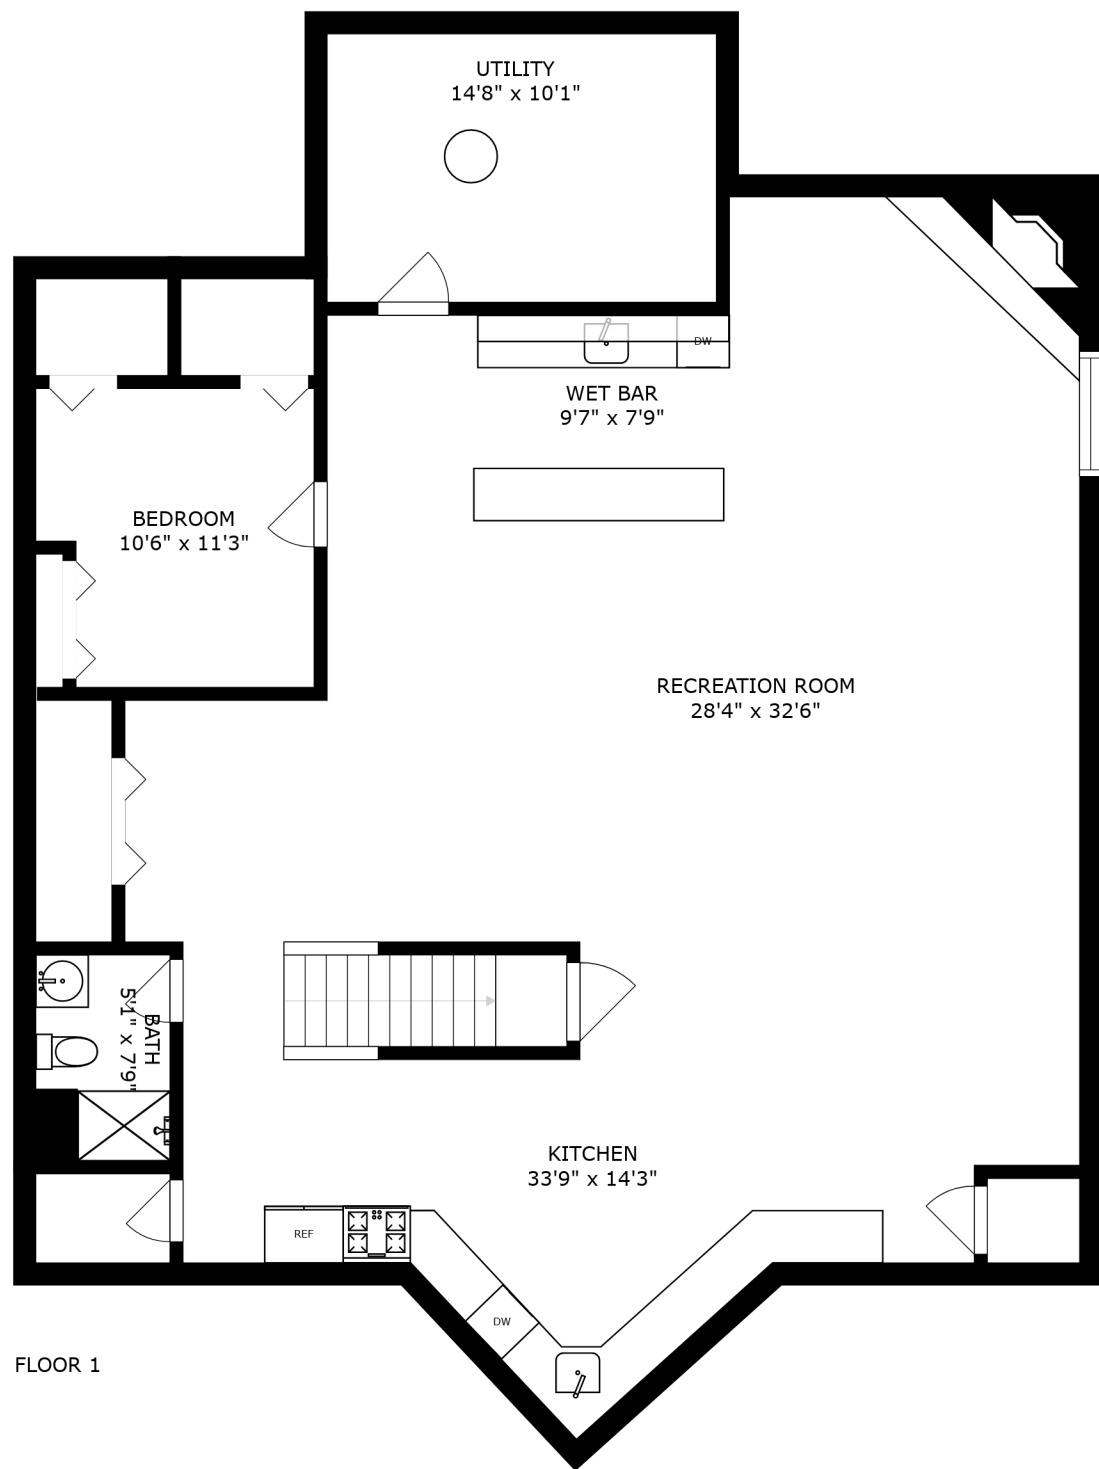 UTILITY
14'8" x 10'1"
DW
WET BAR
9'7" x 7'9"
BEDROOM
10'6" x 11'3"
RECREATION ROOM
28'4" x 32'6"
BATH
5'1" x 7'9"
KITCHEN
33'9" x 14'3"
REF
DW
FLOOR 1